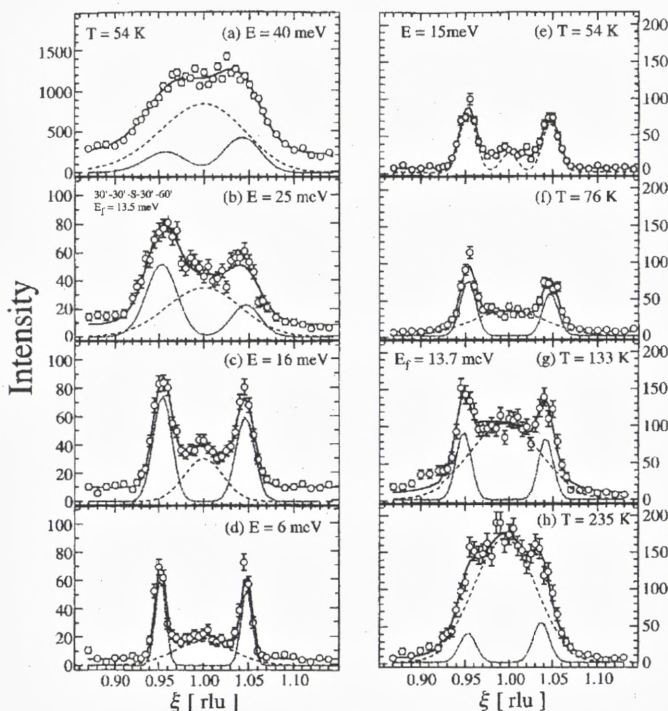 T = 54 K (a) E = 40 meV
1500
1000
500
0
30'-30'-S-30'-60'
E_f = 13.5 meV
(b) E = 25 meV
80
60
40
20
0
(c) E = 16 meV
100
80
60
40
20
0
(d) E = 6 meV
100
80
60
40
20
0
0.90 0.95 1.00 1.05 1.10
ξ [ rlu ]
Intensity
E = 15meV (e) T = 54 K
200
150
100
50
0
(f) T = 76 K
200
150
100
50
0
E_f = 13.7 meV (g) T = 133 K
200
150
100
50
0
(h) T = 235 K
200
150
100
50
0
0.90 0.95 1.00 1.05 1.10
ξ [ rlu ]